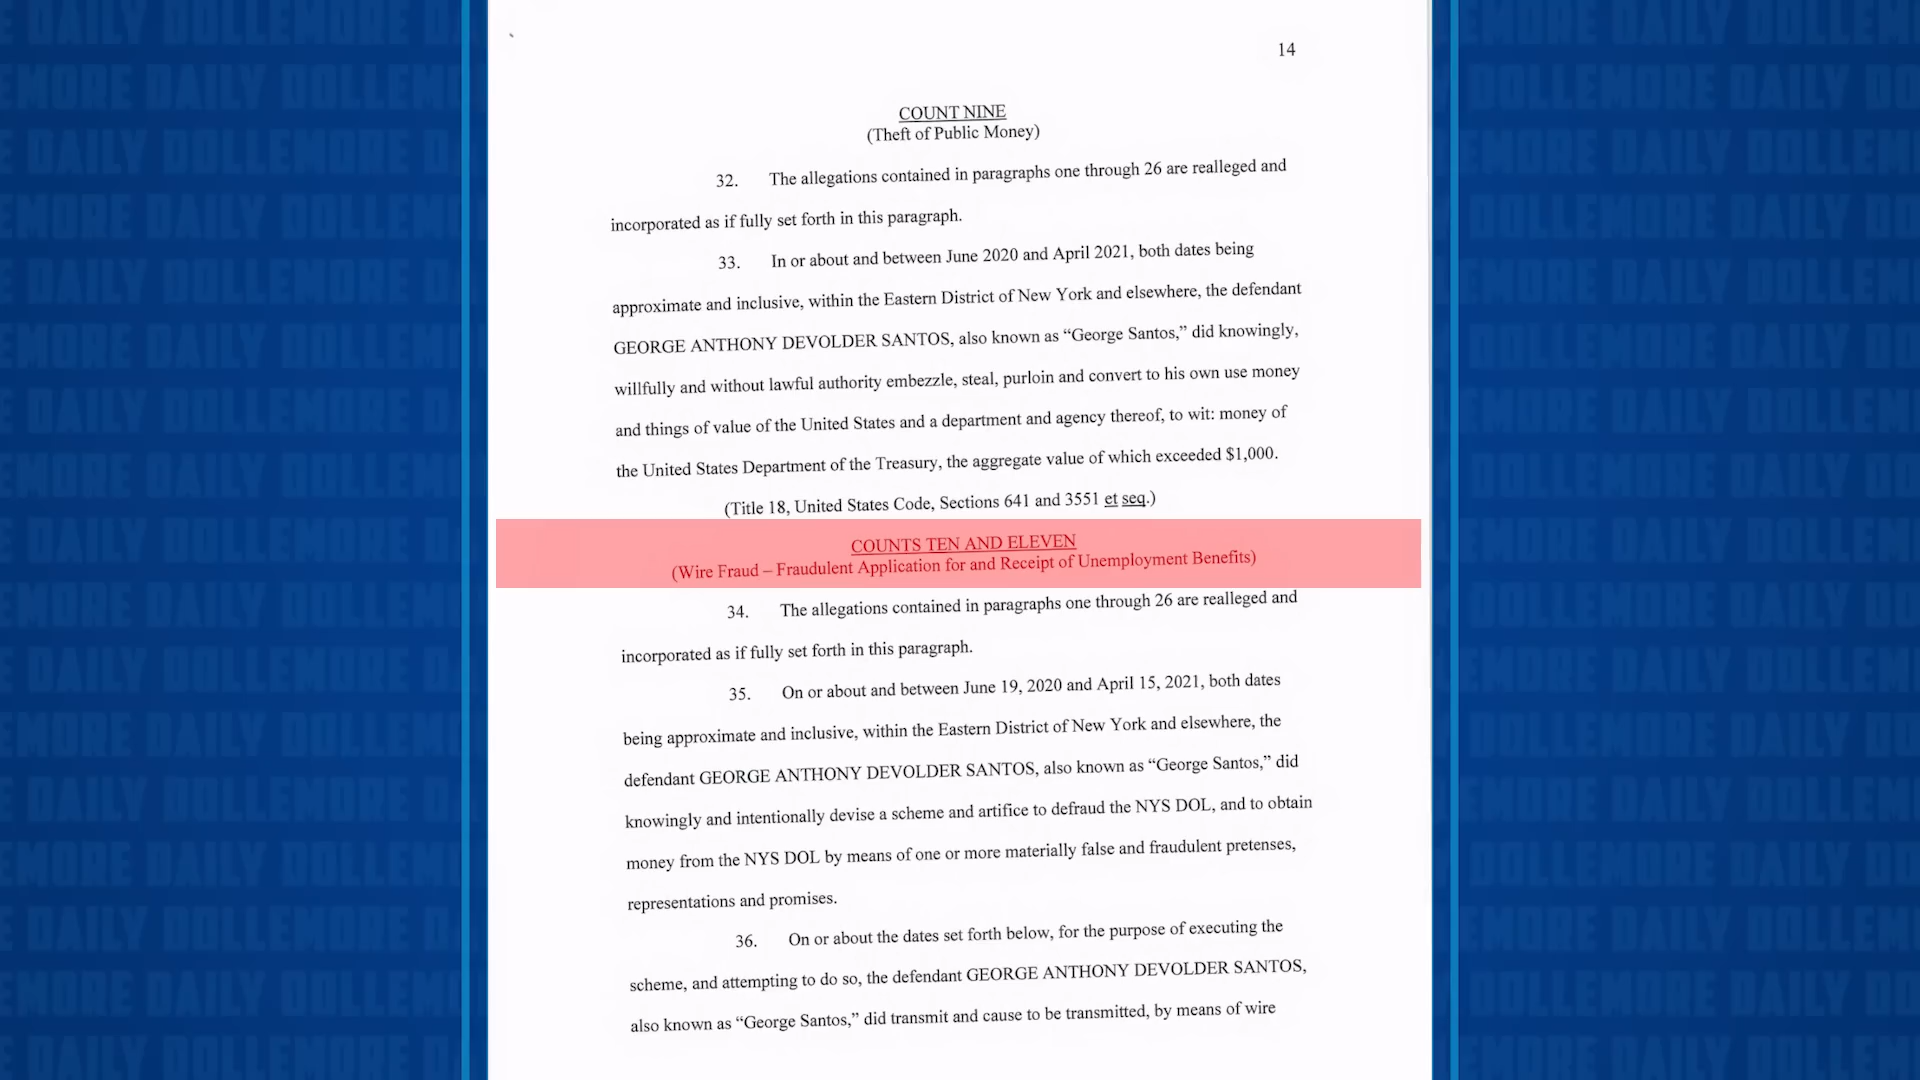 14
COUNT NINE
(Theft of Public Money)
32. The allegations contained in paragraphs one through 26 are realleged and
incorporated as if fully set forth in this paragraph.
33. In or about and between June 2020 and April 2021, both dates being
approximate and inclusive, within the Eastern District of New York and elsewhere, the defendant
GEORGE ANTHONY DEVOLDER SANTOS, also known as “George Santos,” did knowingly,
willfully and without lawful authority embezzle, steal, purloin and convert to his own use money
and things of value of the United States and a department and agency thereof, to wit: money of
the United States Department of the Treasury, the aggregate value of which exceeded $1,000.
(Title 18, United States Code, Sections 641 and 3551 et seq.)
COUNTS TEN AND ELEVEN
(Wire Fraud – Fraudulent Application for and Receipt of Unemployment Benefits)
34. The allegations contained in paragraphs one through 26 are realleged and
incorporated as if fully set forth in this paragraph.
35. On or about and between June 19, 2020 and April 15, 2021, both dates
being approximate and inclusive, within the Eastern District of New York and elsewhere, the
defendant GEORGE ANTHONY DEVOLDER SANTOS, also known as “George Santos,” did
knowingly and intentionally devise a scheme and artifice to defraud the NYS DOL, and to obtain
money from the NYS DOL by means of one or more materially false and fraudulent pretenses,
representations and promises.
36. On or about the dates set forth below, for the purpose of executing the
scheme, and attempting to do so, the defendant GEORGE ANTHONY DEVOLDER SANTOS,
also known as “George Santos,” did transmit and cause to be transmitted, by means of wire